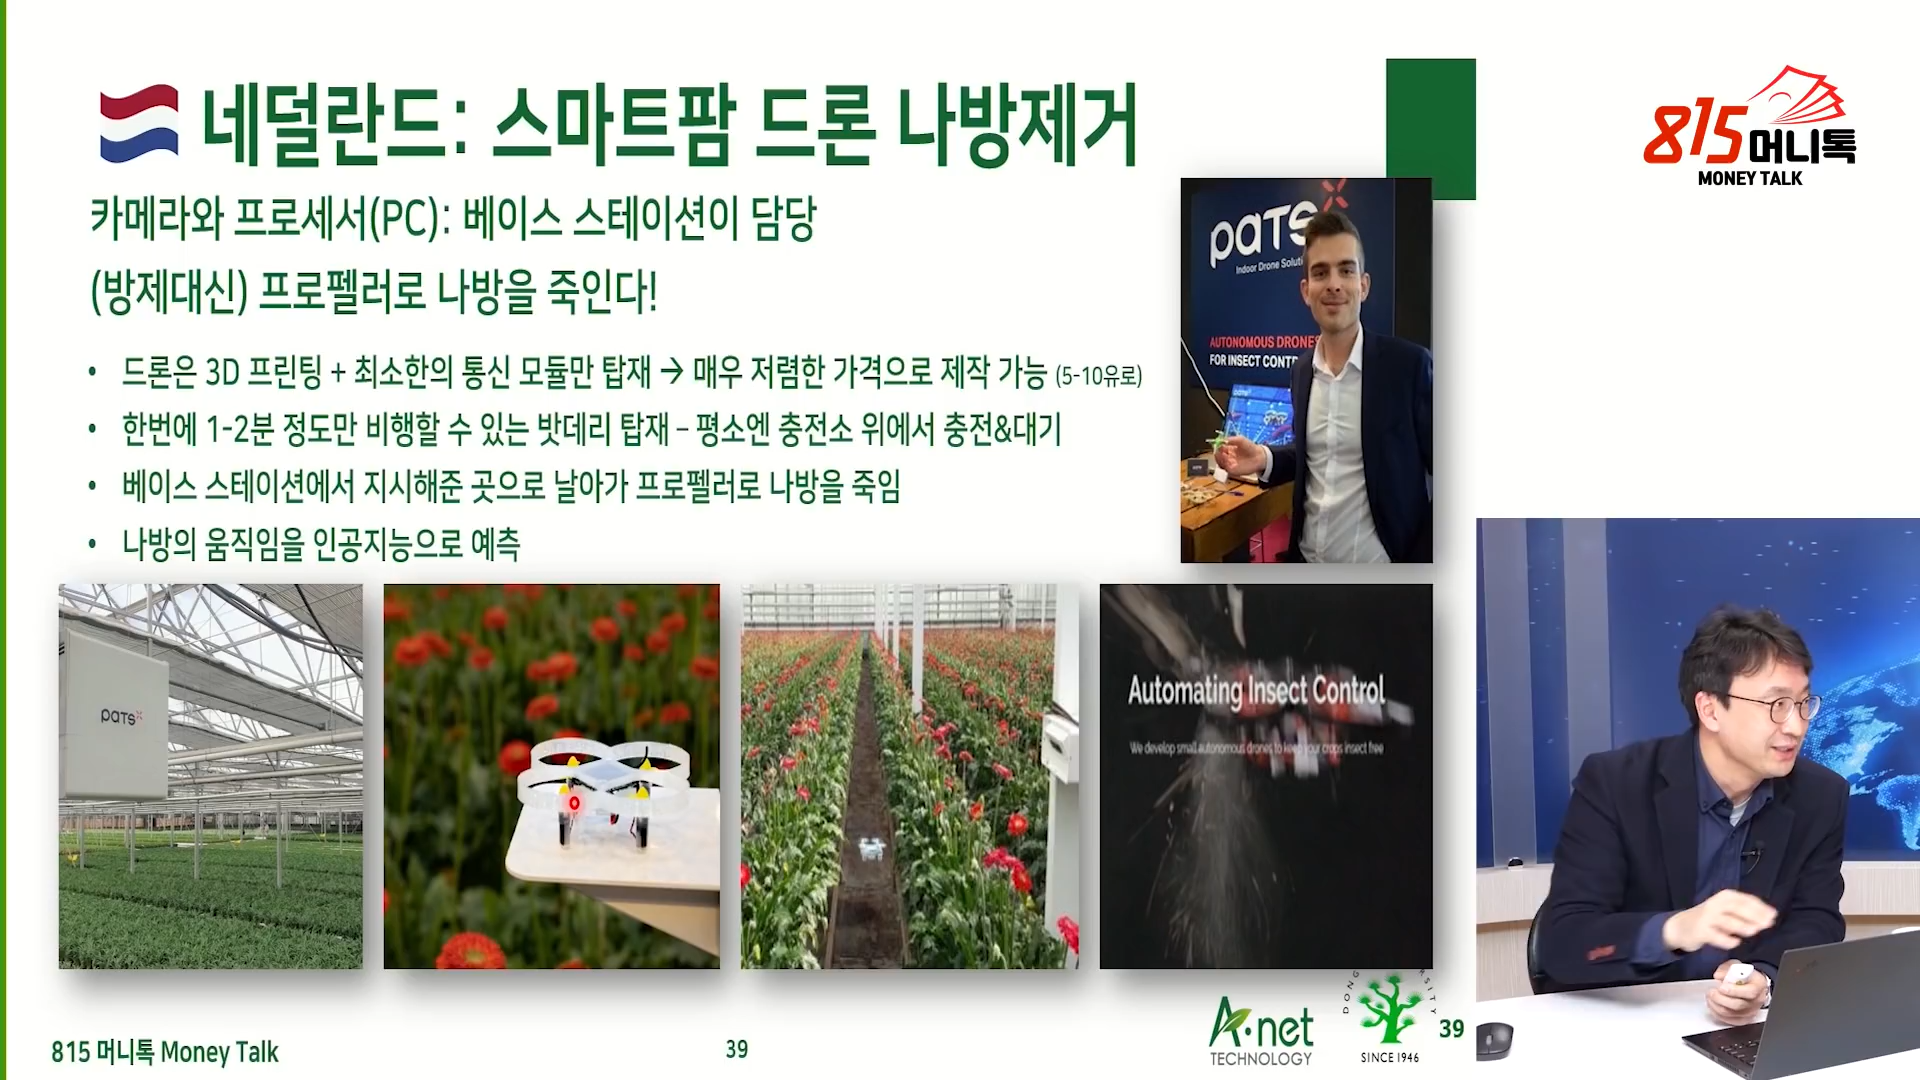 네덜란드: 스마트팜 드론 나방제거
카메라와 프로세서(PC): 베이스 스테이션이 담당
(방제대신) 프로펠러로 나방을 죽인다!
• 드론은 3D 프린팅 + 최소한의 통신 모듈만 탑재 → 매우 저렴한 가격으로 제작 가능 (5-10유로)
• 한번에 1-2분 정도만 비행할 수 있는 밧데리 탑재 – 평소엔 충전소 위에서 충전&대기
• 베이스 스테이션에서 지시해준 곳으로 날아가 프로펠러로 나방을 죽임
• 나방의 움직임을 인공지능으로 예측
PATS
Indoor Drone
AUTONOMOUS
FOR INSECT
815 머니톡
MONEY TALK
PATS
Automating Insect Control
We develop small autonomous drones to keep your crops insect free
A·net
TECHNOLOGY
SINCE 1946
39
815 머니톡 Money Talk
39